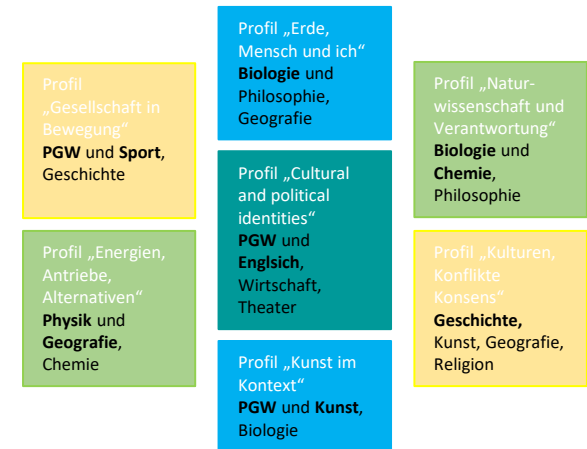 Profil
„Gesellschaft in
Bewegung“
PGW und Sport,
Geschichte
Profil „Energien,
Antriebe,
Alternativen“
Physik und
Geografie,
Chemie
Profil „Erde,
Mensch und ich“
Biologie und
Philosophie,
Geografie
Profil „Cultural
and political
identities“
PGW und
Englsich,
Wirtschaft,
Theater
Profil „Kunst im
Kontext“
PGW und Kunst,
Biologie
Profil „Natur-
wissenschaft und
Verantwortung“
Biologie und
Chemie,
Philosophie
Profil „Kulturen,
Konflikte
Konsens“
Geschichte,
Kunst, Geografie,
Religion